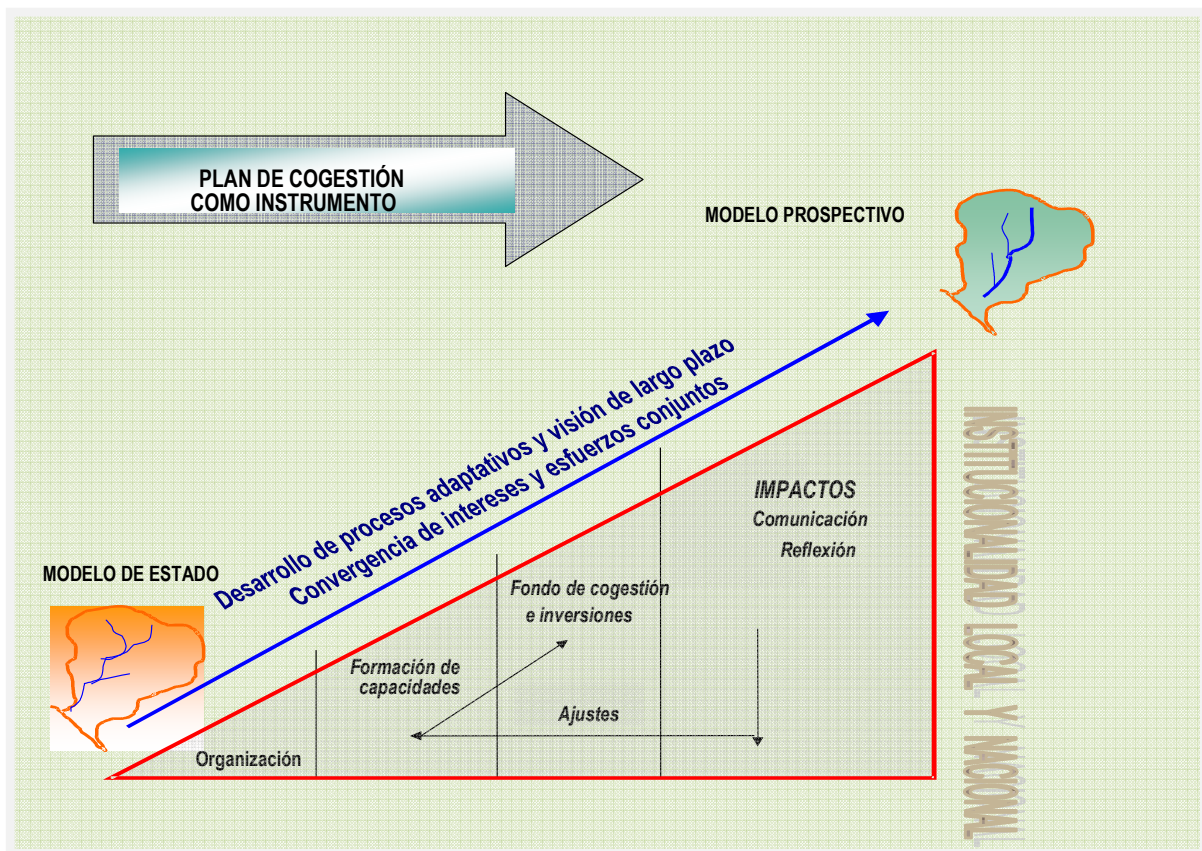 PLAN DE COGESTIÓN
COMO INSTRUMENTO
MODELO PROSPECTIVO
Desarrollo de procesos adaptativos y visión de largo plazo
Convergencia de intereses y esfuerzos conjuntos
MODELO DE ESTADO
IMPACTOS
Comunicación
Reflexión
Fondo de cogestión
e inversiones
Formación de
capacidades
Ajustes
Organización
INSTITUCIONALIDAD LOCAL Y NACIONAL